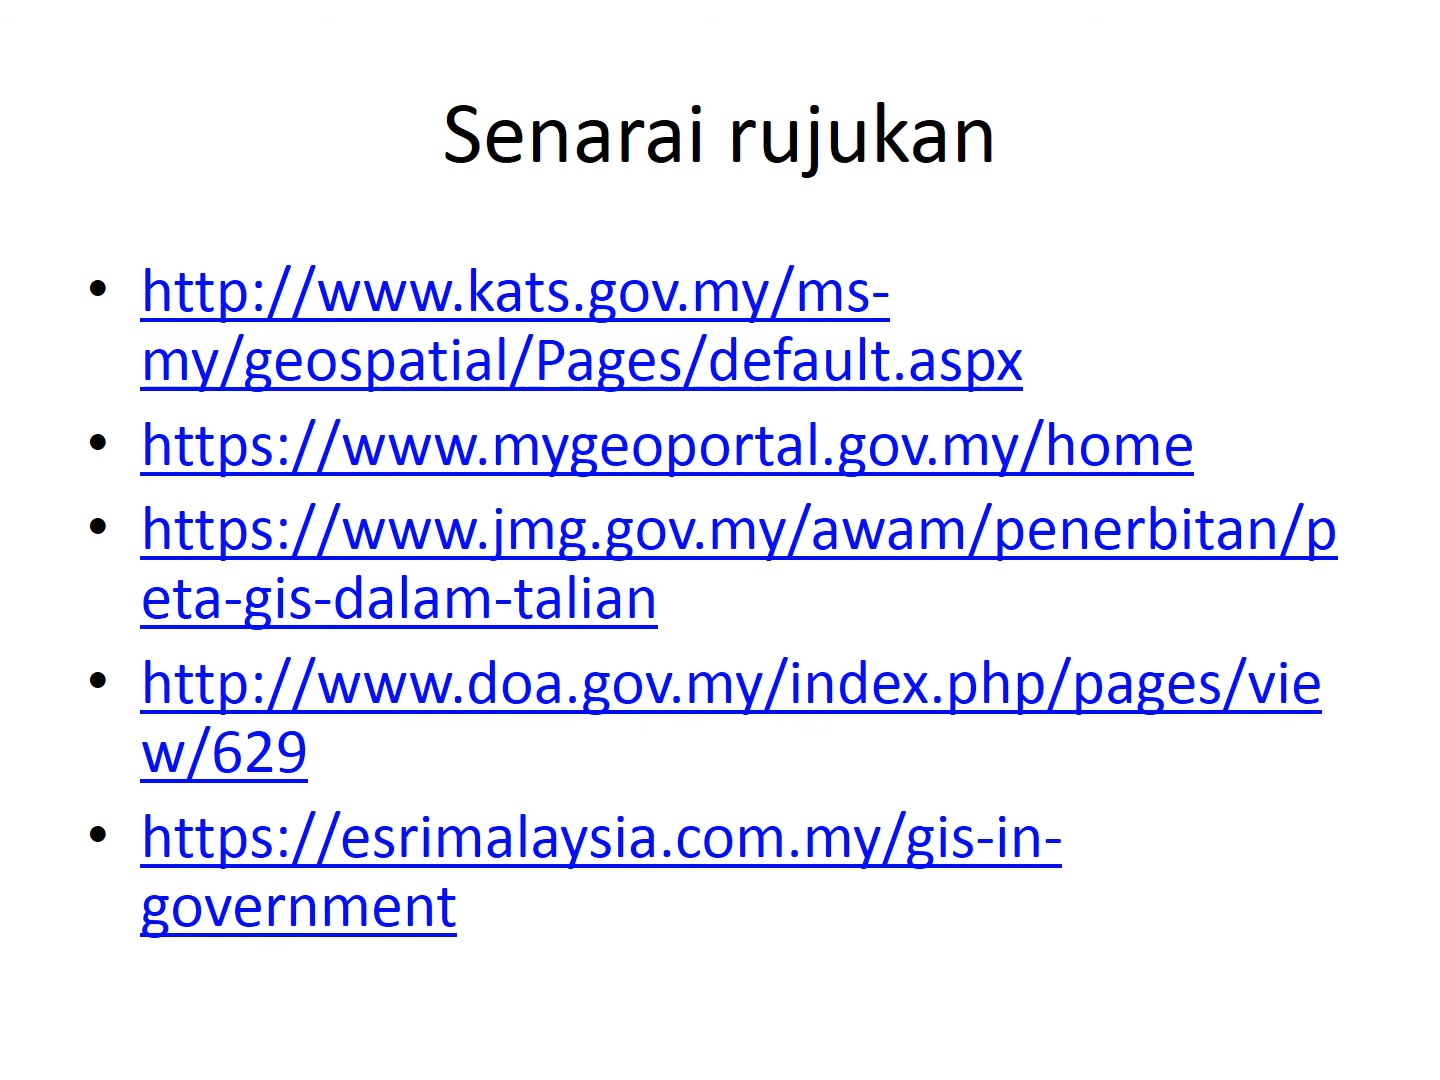 Senarai rujukan
• http://www.kats.gov.my/ms-
my/geospatial/Pages/default.aspx
• https://www.mygeoportal.gov.my/home
• https://www.jmg.gov.my/awam/penerbitan/p
eta-gis-dalam-talian
• http://www.doa.gov.my/index.php/pages/vie
w/629
• https://esrimalaysia.com.my/gis-in-
government